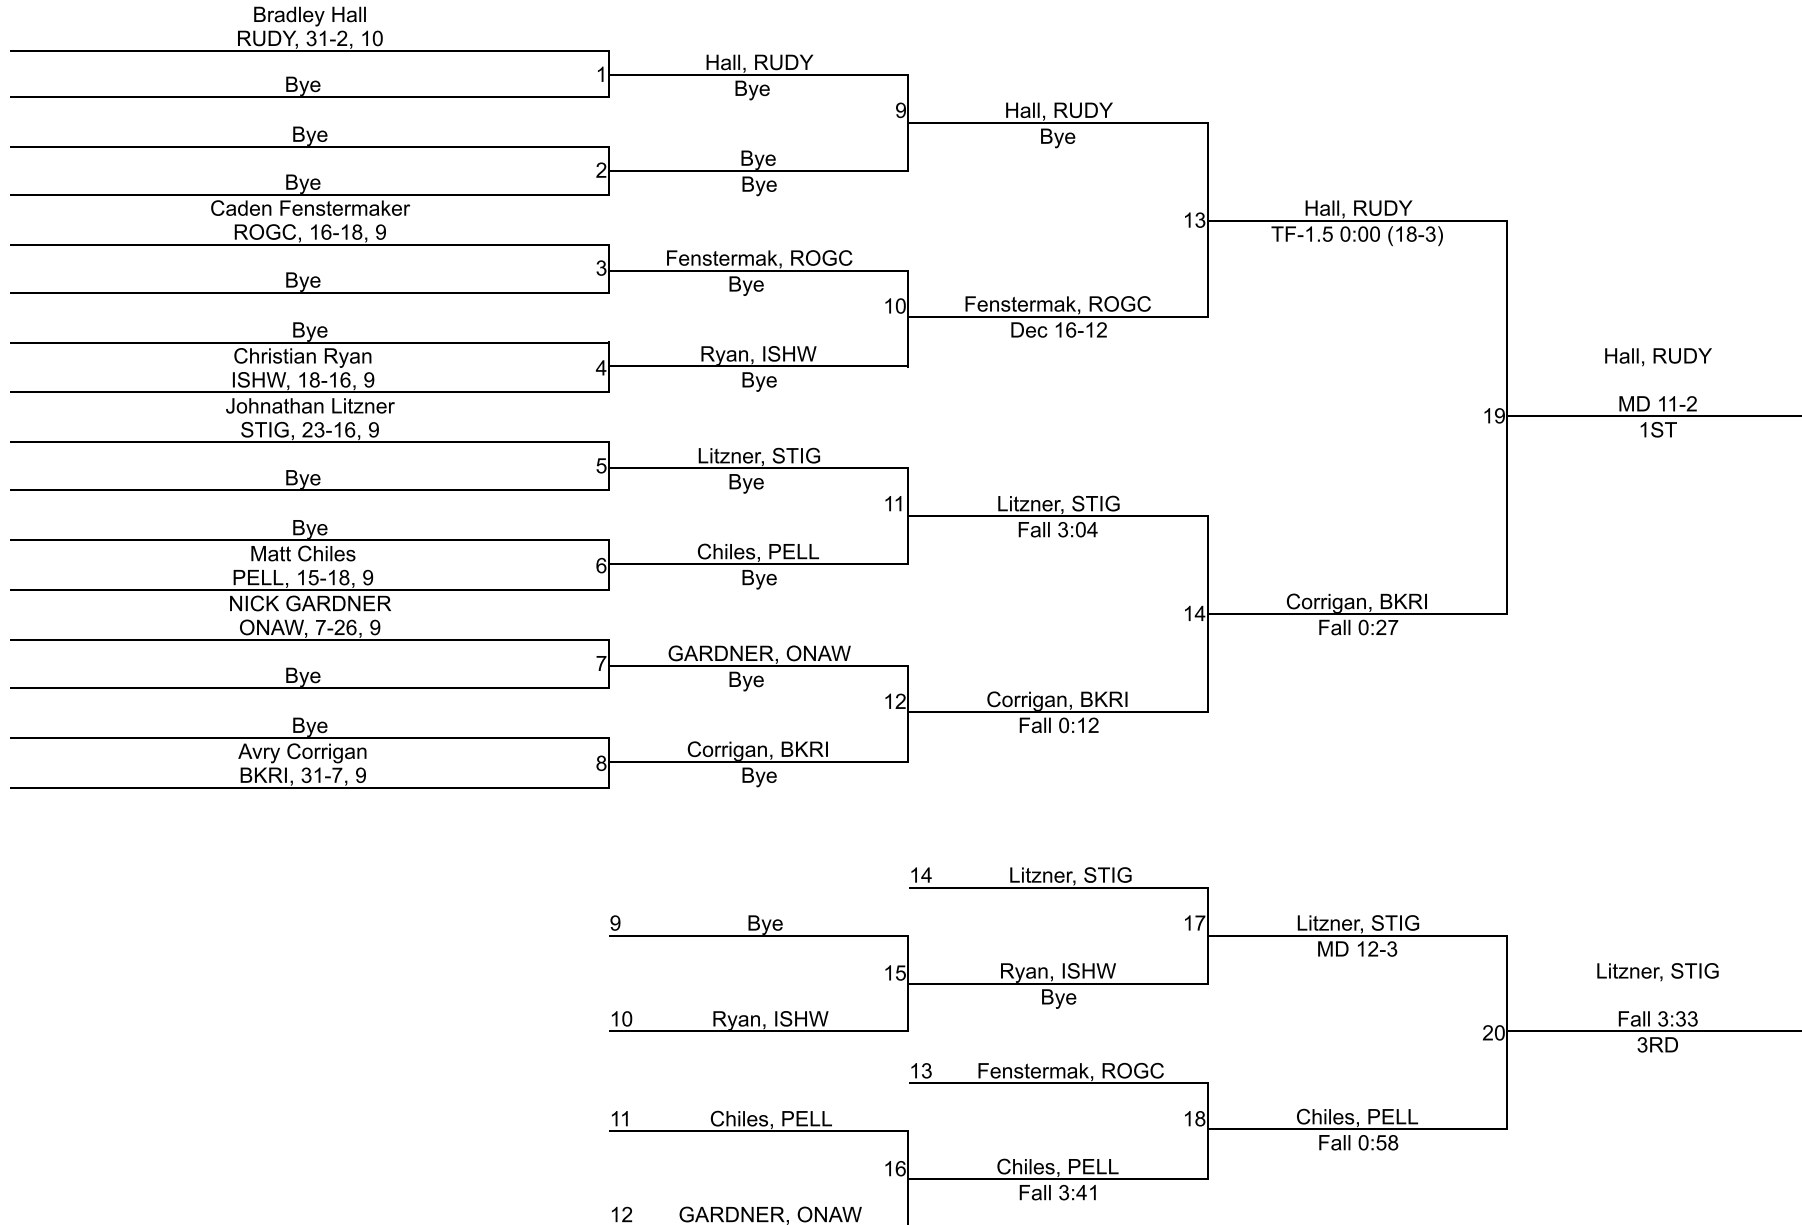 Bradley Hall
RUDY, 31-2, 10
Bye
1
Hall, RUDY
Bye
Bye
Bye
2
Bye
Bye
9
Hall, RUDY
Bye
Caden Fenstermaker
ROGC, 16-18, 9
Bye
3
Fenstermak, ROGC
Bye
Bye
Christian Ryan
ISHW, 18-16, 9
4
Ryan, ISHW
Bye
10
Fenstermak, ROGC
Dec 16-12
13
Hall, RUDY
TF-1.5 0:00 (18-3)
Johnathan Litzner
STIG, 23-16, 9
Bye
5
Litzner, STIG
Bye
Bye
Matt Chiles
PELL, 15-18, 9
6
Chiles, PELL
Bye
11
Litzner, STIG
Fall 3:04
NICK GARDNER
ONAW, 7-26, 9
Bye
7
GARDNER, ONAW
Bye
Bye
Avry Corrigan
BKRI, 31-7, 9
8
Corrigan, BKRI
Bye
12
Corrigan, BKRI
Fall 0:12
14
Corrigan, BKRI
Fall 0:27
19
Hall, RUDY
MD 11-2
1ST
14
Litzner, STIG
9
Bye
10
Ryan, ISHW
15
Ryan, ISHW
Bye
17
Litzner, STIG
MD 12-3
13
Fenstermak, ROGC
11
Chiles, PELL
12
GARDNER, ONAW
16
Chiles, PELL
Fall 3:41
18
Chiles, PELL
Fall 0:58
20
Litzner, STIG
Fall 3:33
3RD